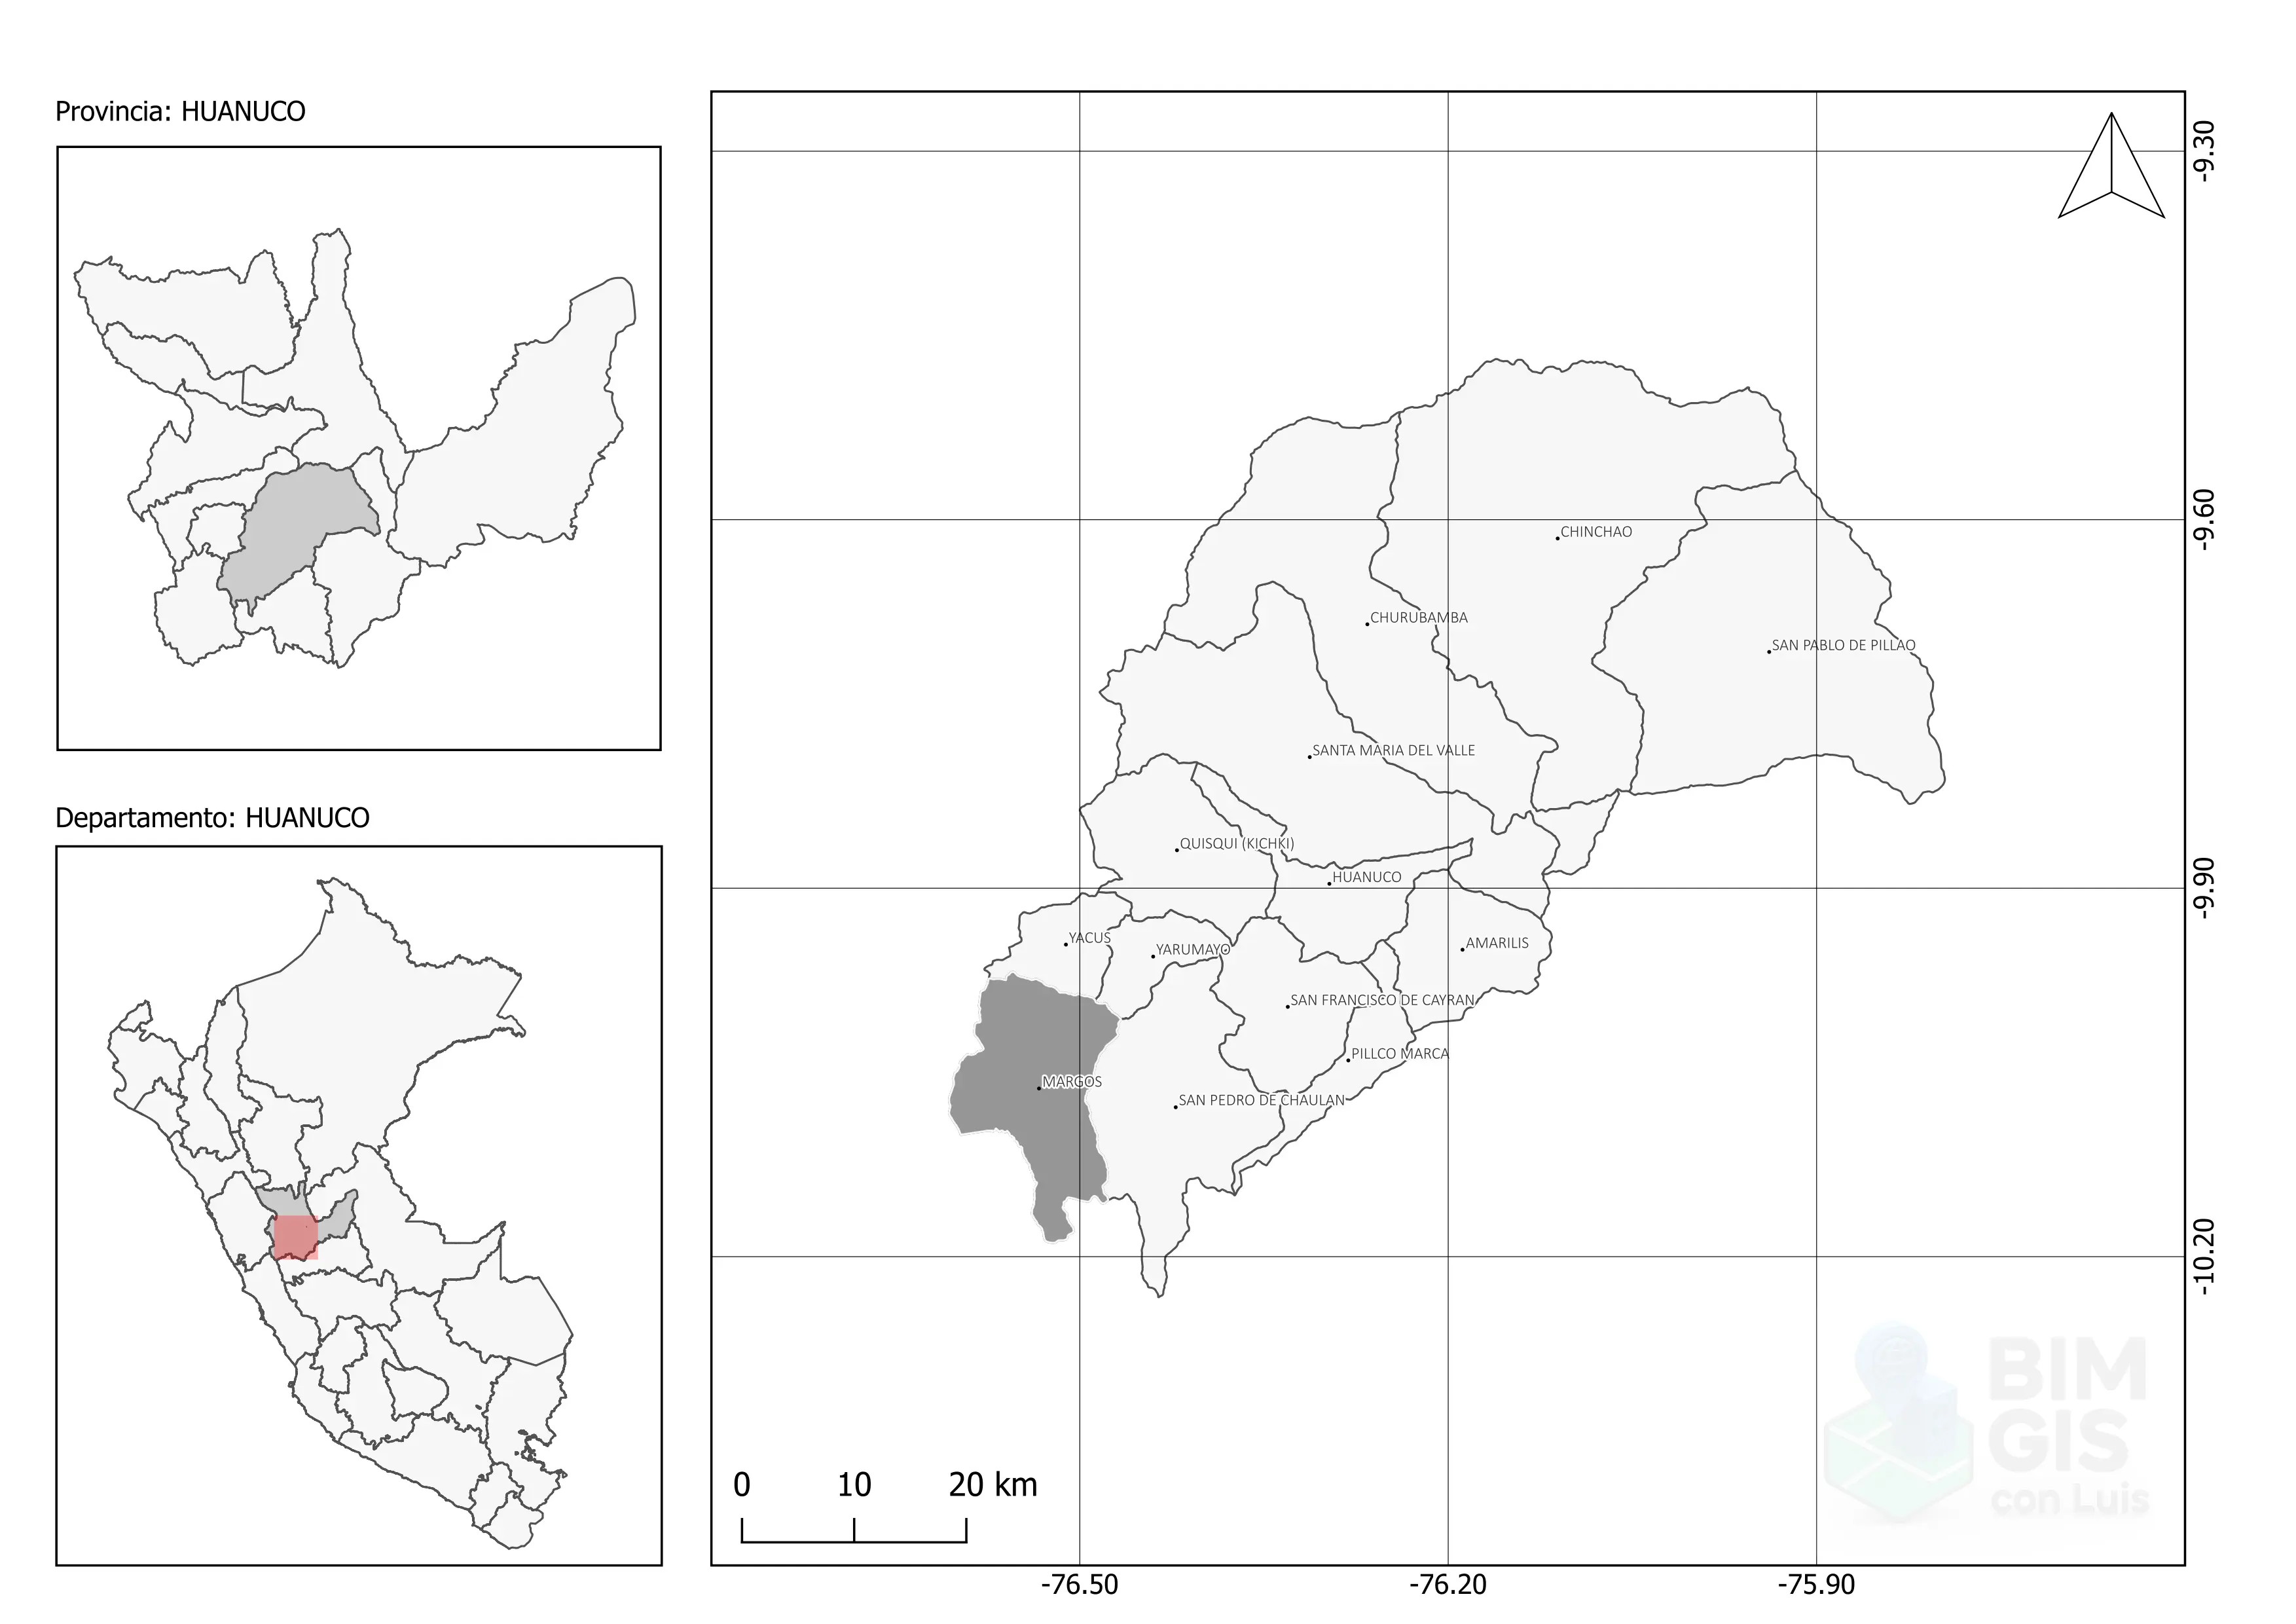 Provincia: HUANUCO
Departamento: HUANUCO
-9.30
-9.60
-9.90
-10.20
CHINCHAO
CHURUBAMBA
SAN PABLO DE PILLAO
SANTA MARIA DEL VALLE
QUISQUI (KICHKI)
HUANUCO
YACUS
YARUMAYO
AMARILIS
SAN FRANCISCO DE CAYRAN
PILLCO MARCA
MARGOS
SAN PEDRO DE CHAULAN
BIM
GIS
con Luis
0 10 20 km
-76.50 -76.20 -75.90